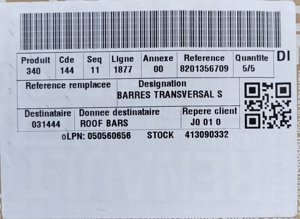 Produit Cde Seq Ligne Annexe Reference Quantite DI
340 144 11 1877 00 8201356709 5/5
Reference remplacee Designation
BARRES TRANSVERSAL S
Destinataire Donnee destinataire Repere client
031444 ROOF BARS J0 01 0
oLPN: 050560656 STOCK 413090332